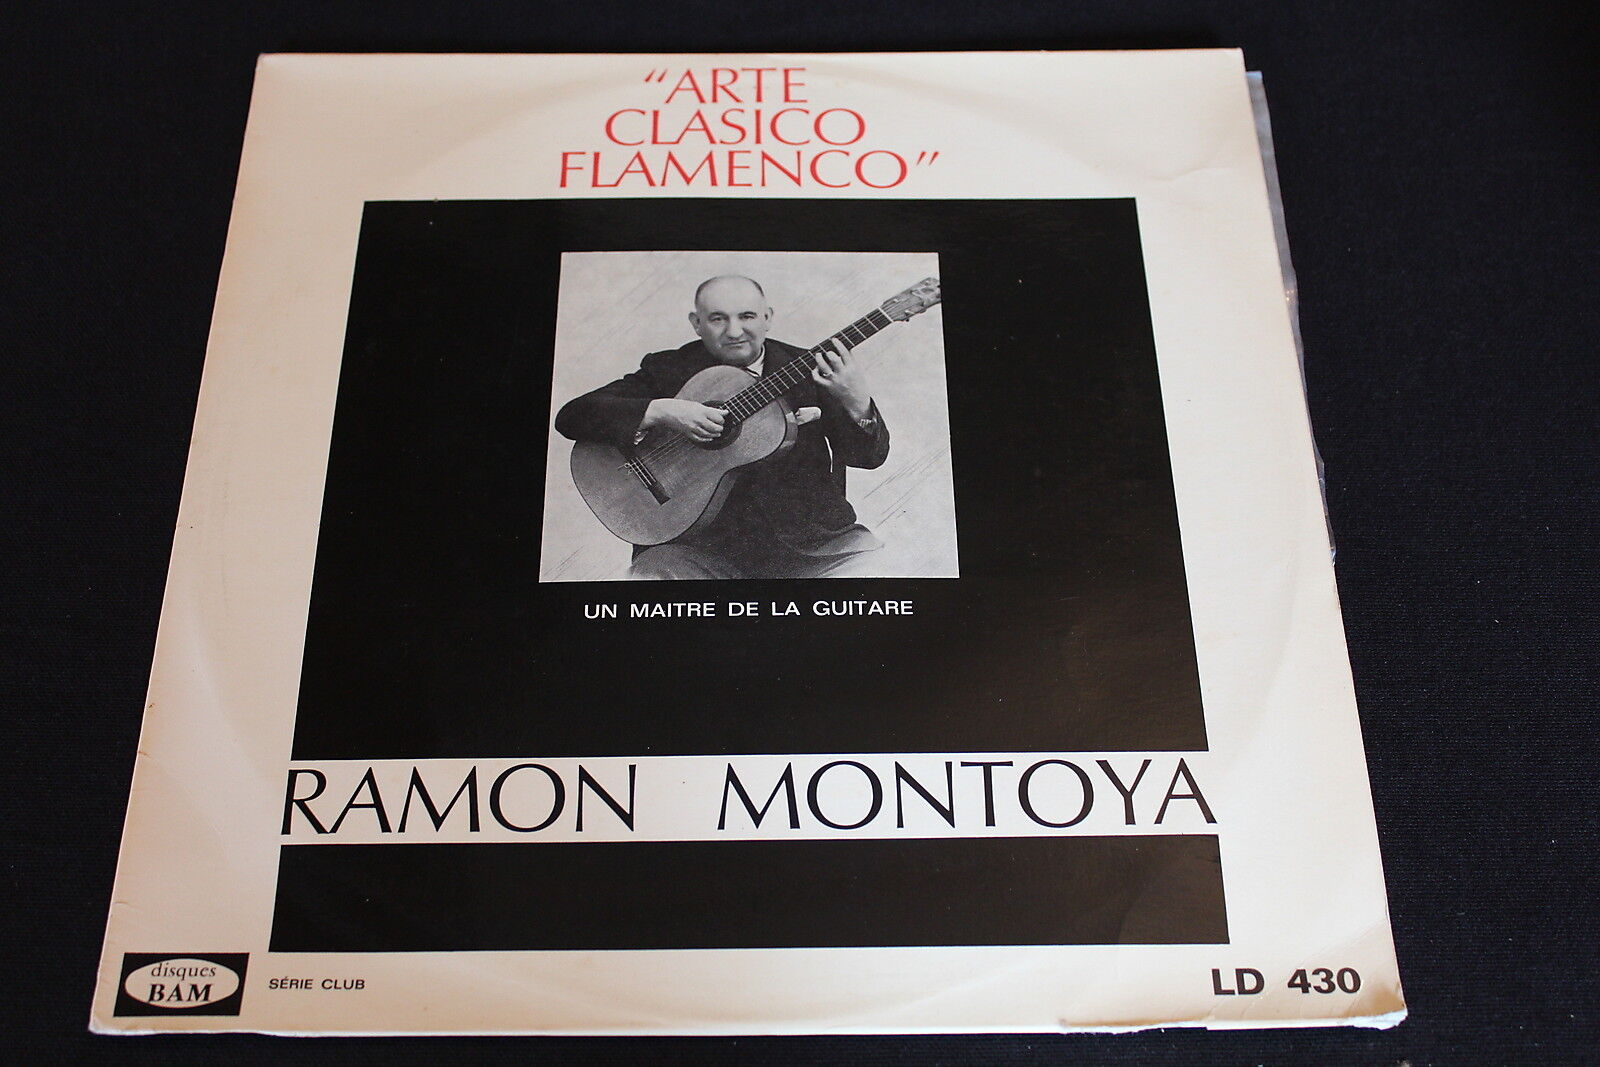 “ARTE
CLASICO
FLAMENCO”
UN MAITRE DE LA GUITARE
RAMON MONTOYA
disques
BAM
SÉRIE CLUB
LD 430